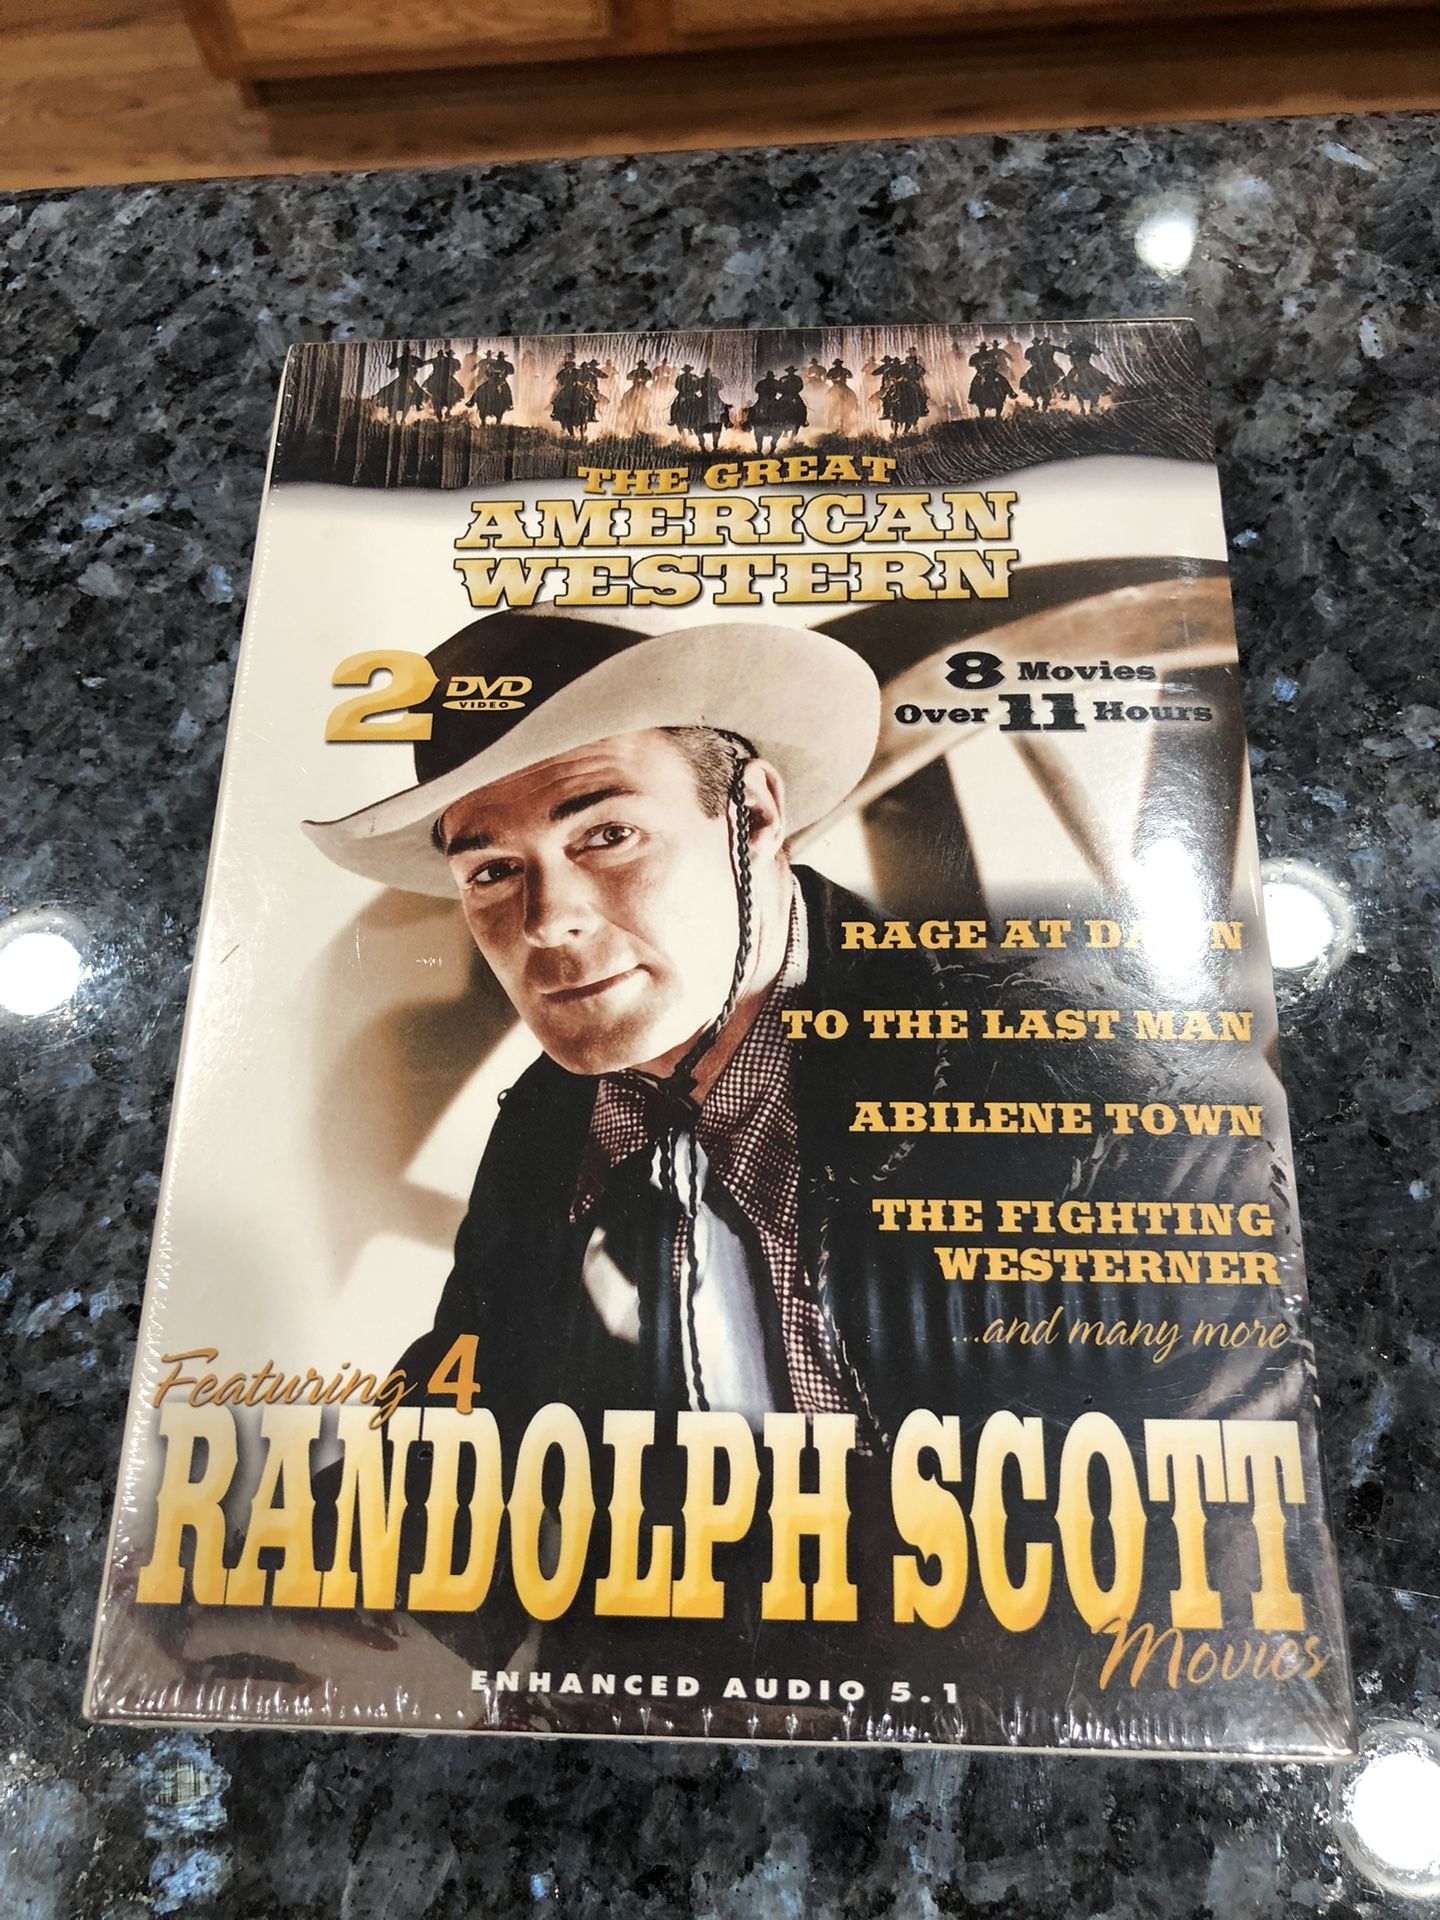 THE GREAT
AMERICAN
WESTERN
2 DVD
VIDEO
8 Movies
Over 11 Hours
RAGE AT
TO THE LAST MAN
ABILENE TOWN
THE FIGHTING
WESTERNER
...and many more
Featuring 4
RANDOLPH SCOTT
Movies
ENHANCED AUDIO 5.1